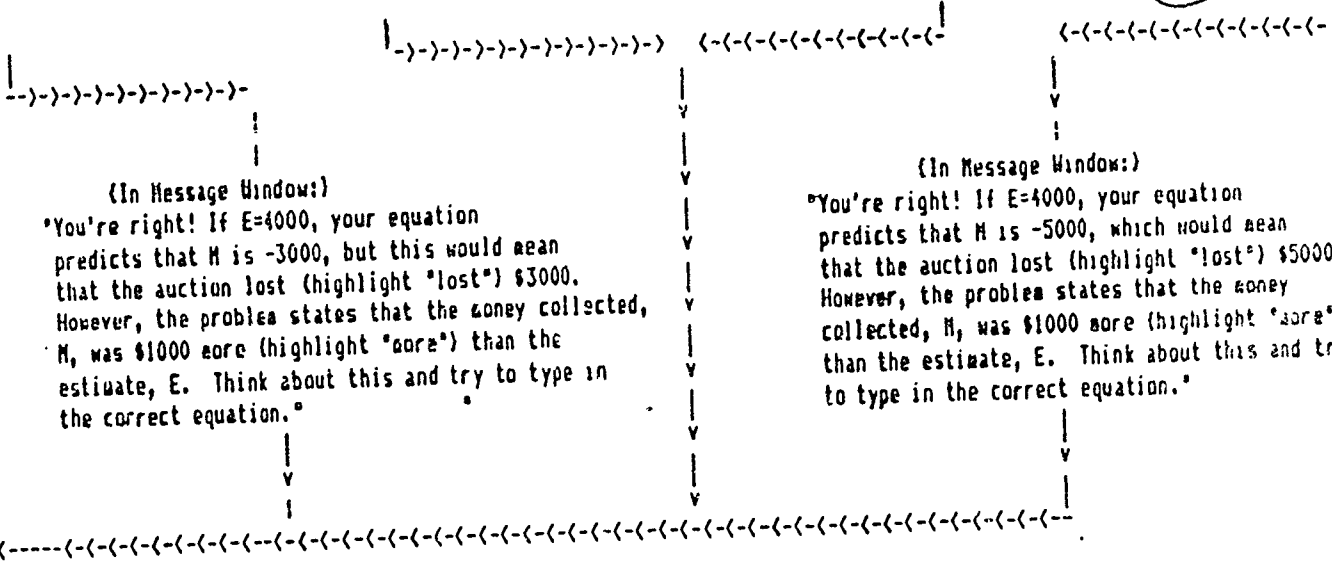 (In Message Window:)
"You're right! If E=4000, your equation
predicts that M is -3000, but this would mean
that the auction lost (highlight "lost") $3000.
However, the problem states that the money collected,
M, was $1000 more (highlight "more") than the
estimate, E. Think about this and try to type in
the correct equation."
(In Message Window:)
"You're right! If E=4000, your equation
predicts that M is -5000, which would mean
that the auction lost (highlight "lost") $5000
However, the problem states that the money
collected, M, was $1000 more (highlight "more"
than the estimate, E. Think about this and tr
to type in the correct equation."